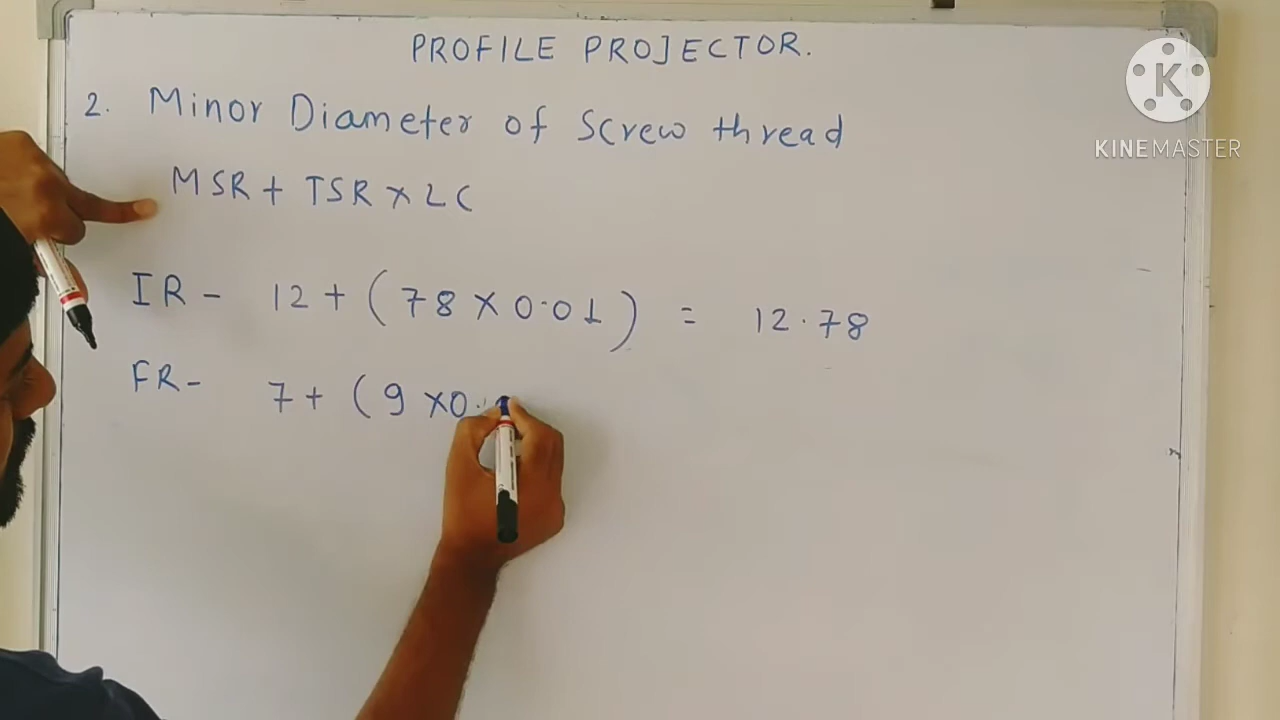 PROFILE PROJECTOR.
2. Minor Diameter of Screw thread
MSR + TSR × LC
IR - 12 + (78 × 0.01) = 12.78
FR - 7 + (9 × 0.
K
KINEMASTER